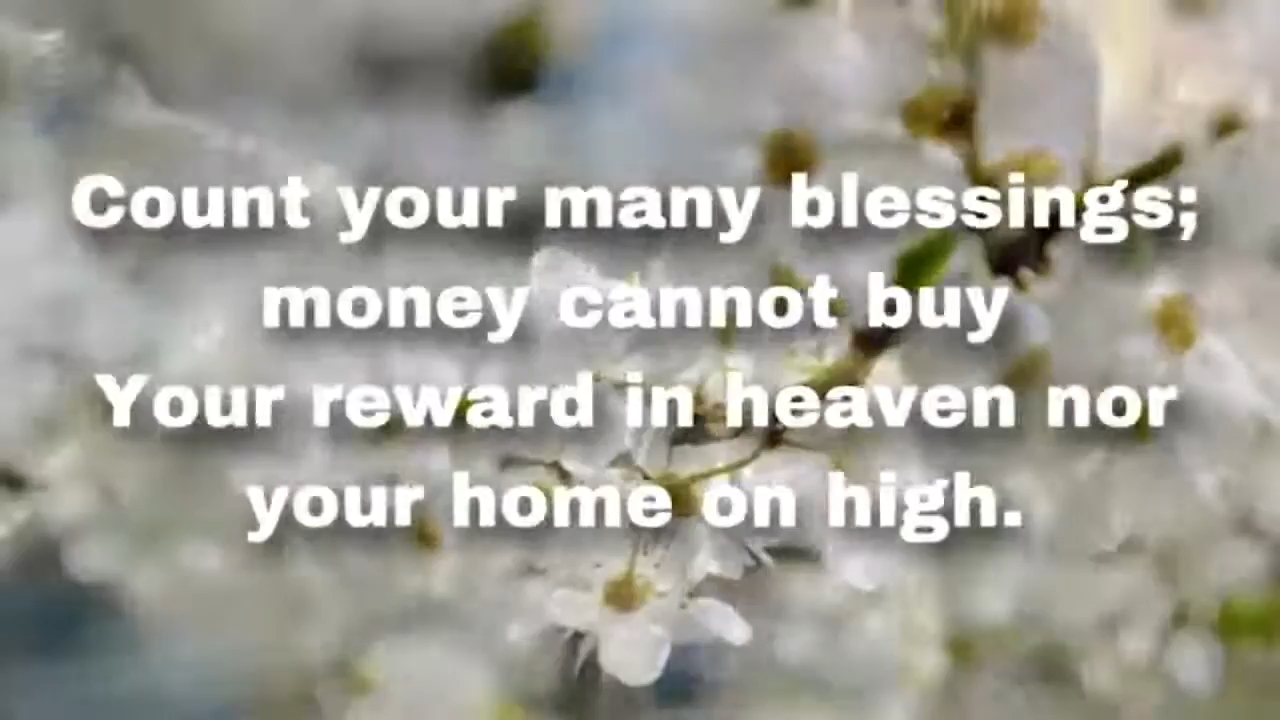 Count your many blessings;
money cannot buy
Your reward in heaven nor
your home on high.